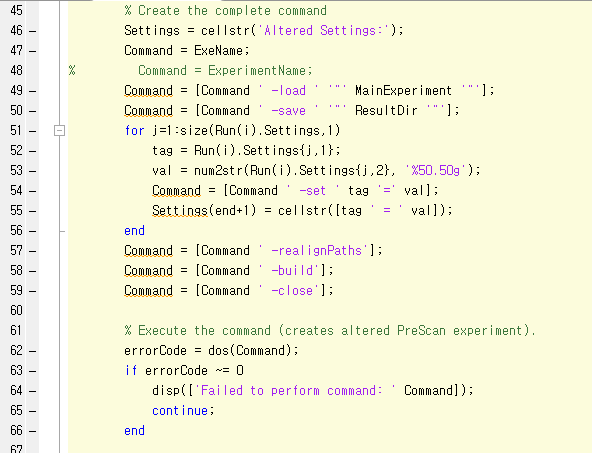 45 % Create the complete command
46 – Settings = cellstr('Altered Settings:');
47 – Command = ExeName;
48 % Command = ExperimentName;
49 – Command = [Command ' -load ' '"' MainExperiment '"'];
50 – Command = [Command ' -save ' '"' ResultDir '"'];
51 – for j=1:size(Run(i).Settings,1)
52 – tag = Run(i).Settings{j,1};
53 – val = num2str(Run(i).Settings{j,2}, '%50.50g');
54 – Command = [Command ' -set ' tag '=' val];
55 – Settings(end+1) = cellstr([tag ' = ' val]);
56 – end
57 – Command = [Command ' -realignPaths'];
58 – Command = [Command ' -build'];
59 – Command = [Command ' -close'];
60
61 % Execute the command (creates altered PreScan experiment).
62 – errorCode = dos(Command);
63 – if errorCode ~= 0
64 – disp(['Failed to perform command: ' Command]);
65 – continue;
66 – end
67